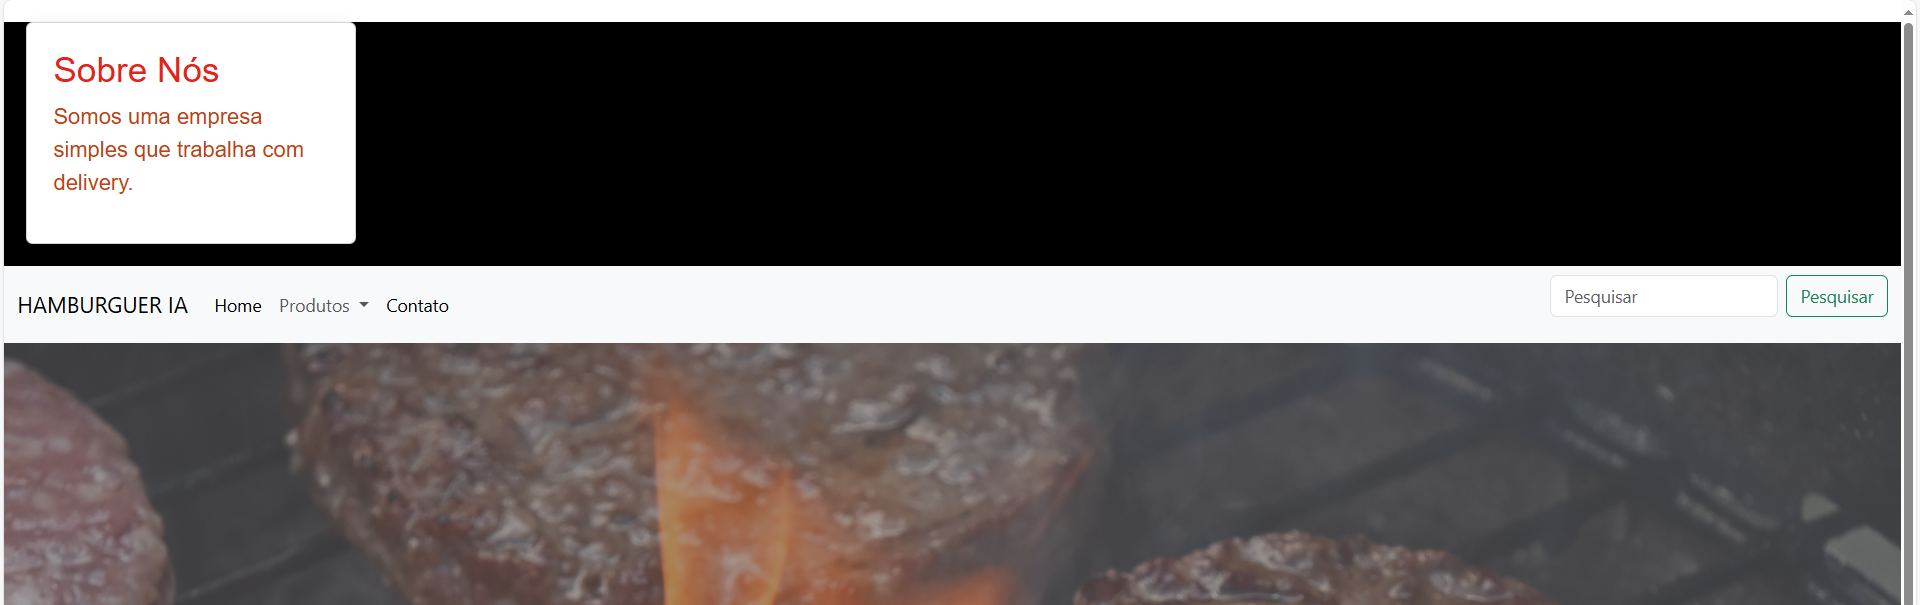 Sobre Nós
Somos uma empresa
simples que trabalha com
delivery.
HAMBURGUER IA Home Produtos Contato Pesquisar Pesquisar